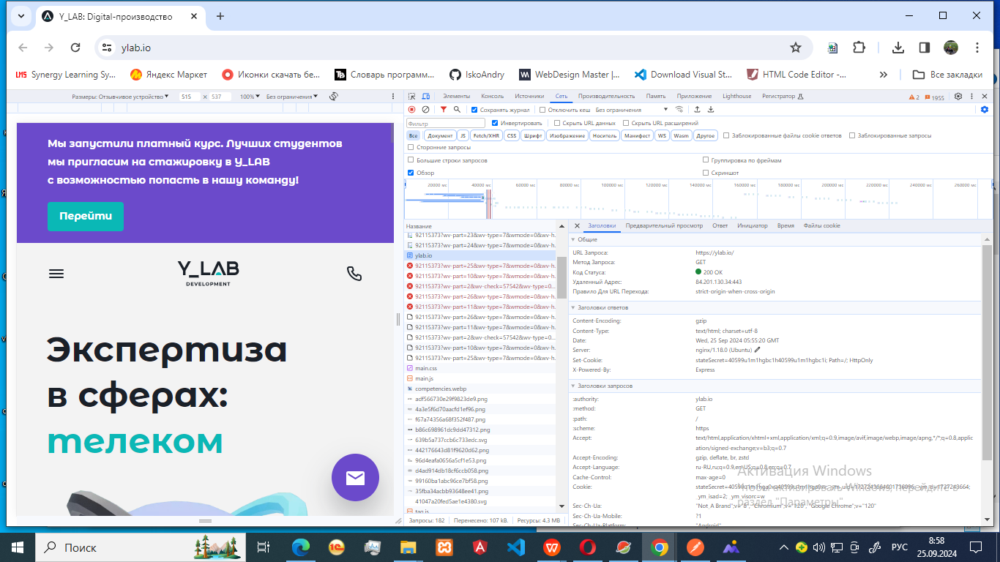 Y_LAB: Digital-производство
ylab.io
Synergy Learning Sy...
Яндекс Маркет
Иконки скачать бе...
Словарь программ...
IskoAndry
WebDesign Master |...
Download Visual St...
HTML Code Editor -...
Все закладки
Размеры: Отзывчивое устройство
515 × 537
100%
Без ограничения
Элементы Консоль Источники Сеть Производительность Память Приложение Lighthouse Регистратор
2 1955
Сохранять журнал Отключить кеш Без ограничения
Фильтр
Инвертировать Скрыть URL данных Скрыть URL расширений
Все Документ JS Fetch/XHR CSS Шрифт Изображение Носитель Манифест WS Wasm Другое Заблокированные файлы cookie ответов Заблокированные запросы
Сторонние запросы
Большие строки запросов Группировка по фреймам
Обзор Скриншот
20000 мс 40000 мс 60000 мс 80000 мс 100000 мс 120000 мс 140000 мс 160000 мс 180000 мс 200000 мс 220000 мс 240000 мс 260000 мс
Мы запустили платный курс. Лучших студентов
мы пригласим на стажировку в Y_LAB
с возможностью попасть в нашу команду!
Перейти
Y_LAB
DEVELOPMENT
Экспертиза
в сферах:
телеком
Название
92115373?wv-part=23&wv-type=7&wmode=0&wv-h.
92115373?wv-part=24&wv-type=7&wmode=0&wv-h.
ylab.io
92115373?wv-part=25&wv-type=7&wmode=0&wv-h.
92115373?wv-part=10&wv-type=7&wmode=0&wv-h.
92115373?wv-part=2&wv-check=57542&wv-type=0...
92115373?wv-part=26&wv-type=7&wmode=0&wv-h.
92115373?wv-part=11&wv-type=7&wmode=0&wv-h.
92115373?wv-part=26&wv-type=7&wmode=0&wv-h.
92115373?wv-part=11&wv-type=7&wmode=0&wv-h.
92115373?wv-part=2&wv-check=57542&wv-type=0...
92115373?wv-part=10&wv-type=7&wmode=0&wv-h.
92115373?wv-part=25&wv-type=7&wmode=0&wv-h.
main.css
main.js
competencies.webp
adf566730e29f9823de9.png
4a3e5f6d70aacfd1ef96.png
f67a74356a68f352f487.png
b86c698961dc9dd47312.png
639b5a737ccb6c733edc.svg
442176643d81f9620d62.png
96d4eafa0656a5cf1e53.png
d4ad914db18cf6ccb058.png
99160ba1abc96ce7bf58.png
35fba34acbb93648ee41.png
41047a20fed5ae1e4380.svg
tag.js
Запросы: 182 Перенесено: 107 kB. Ресурсы: 4.3 MB
Заголовки Предварительный просмотр Ответ Инициатор Время Файлы cookie
Общие
URL Запроса: https://ylab.io/
Метод Запроса: GET
Код Статуса: 200 OK
Удаленный Адрес: 84.201.130.34:443
Правило Для URL Перехода: strict-origin-when-cross-origin
Заголовки ответов
Content-Encoding: gzip
Content-Type: text/html; charset=utf-8
Date: Wed, 25 Sep 2024 05:55:20 GMT
Server: nginx/1.18.0 (Ubuntu)
Set-Cookie: stateSecret=40599u1m1hgbc1h40599u1m1hgbc1i; Path=/; HttpOnly
X-Powered-By: Express
Заголовки запросов
:authority: ylab.io
:method: GET
:path: /
:scheme: https
Accept: text/html,application/xhtml+xml,application/xml;q=0.9,image/avif,image/webp,image/apng,*/*;q=0.8,applic
ation/signed-exchange;v=b3;q=0.7
Accept-Encoding: gzip, deflate, br, zstd
Accept-Language: ru-RU,ru;q=0.9,en-US;q=0.8,en;q=0.7
Cache-Control: max-age=0
Cookie:
_ym_isad=2; _ym_visorc=w
Sec-Ch-Ua: "Not_A Brand";v="8", "Chromium";v="120", "Google Chrome";v="120"
Sec-Ch-Ua-Mobile: ?1
Sec-Ch-Ua-Platform: "Android"
Активация Windows
Чтобы активировать Windows, перейдите в
раздел "Параметры".
Поиск
РУС
8:58
25.09.2024